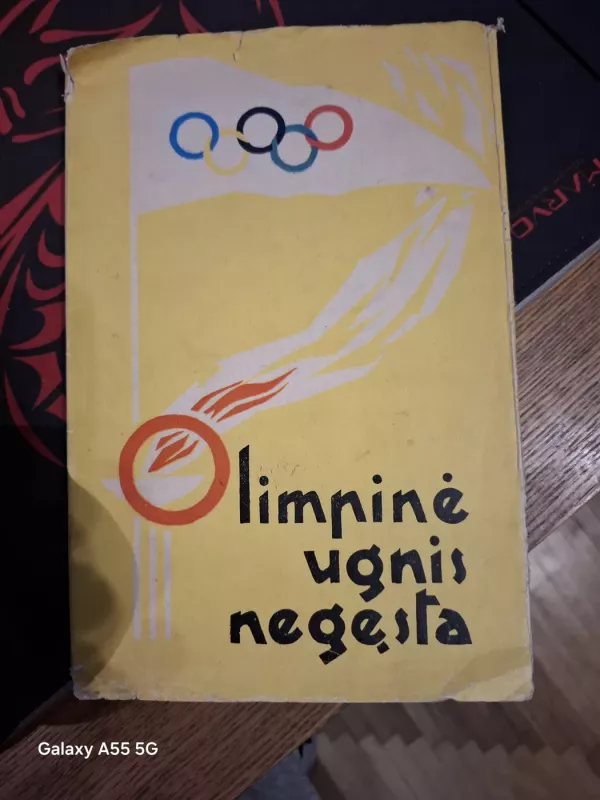 Olimpinė
ugnis
negęsta
Galaxy A55 5G